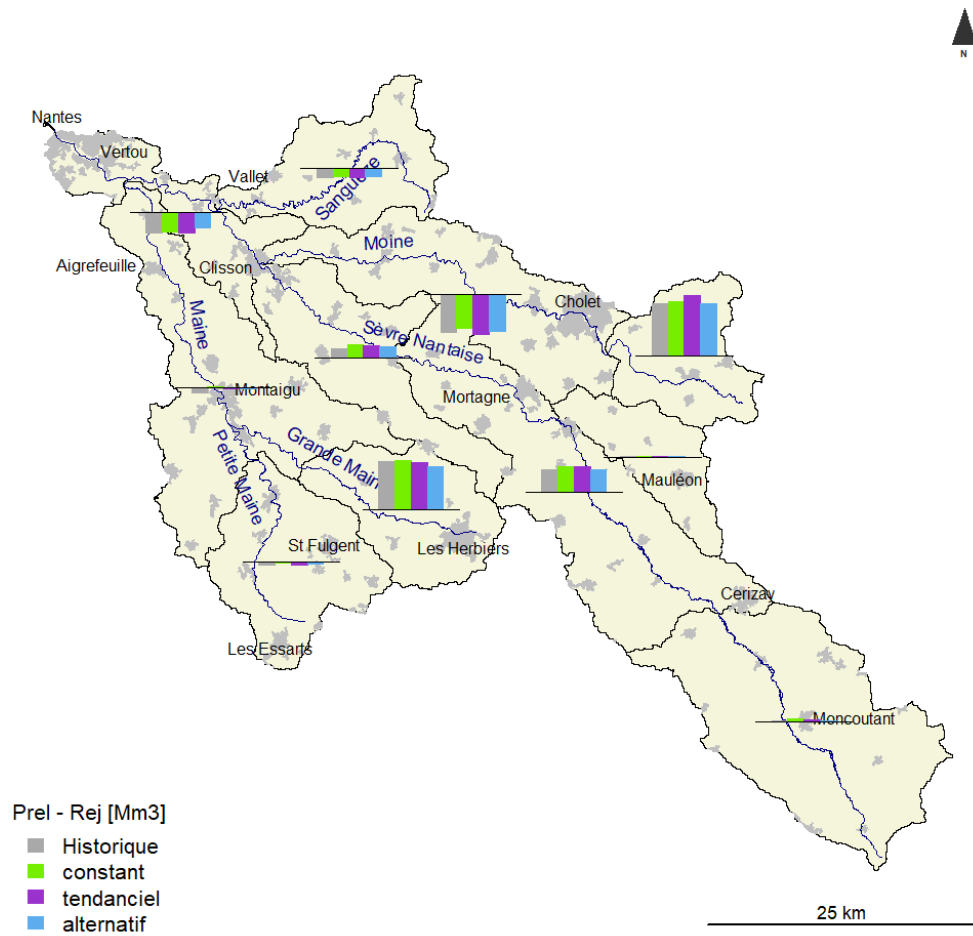 N
Nantes
Vertou
Vallet
Sanguèze
Moine
Aigrefeuille
Clisson
Cholet
Maine
Sèvre Nantaise
Montaigu
Mortagne
Grande Maine
Petite Maine
Mauléon
St Fulgent
Les Herbiers
Cerizay
Les Essarts
Moncoutant
Prel - Rej [Mm3]
Historique
constant
tendanciel
alternatif
25 km